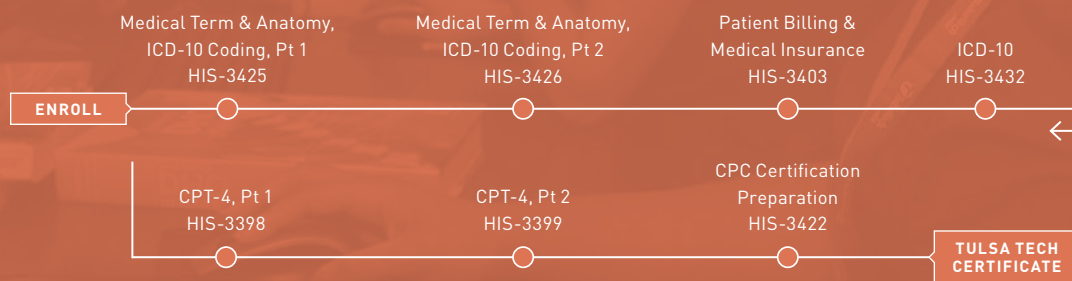 Medical Term & Anatomy,
ICD-10 Coding, Pt 1
HIS-3425
Medical Term & Anatomy,
ICD-10 Coding, Pt 2
HIS-3426
Patient Billing &
Medical Insurance
HIS-3403
ICD-10
HIS-3432
ENROLL
CPT-4, Pt 1
HIS-3398
CPT-4, Pt 2
HIS-3399
CPC Certification
Preparation
HIS-3422
TULSA TECH
CERTIFICATE